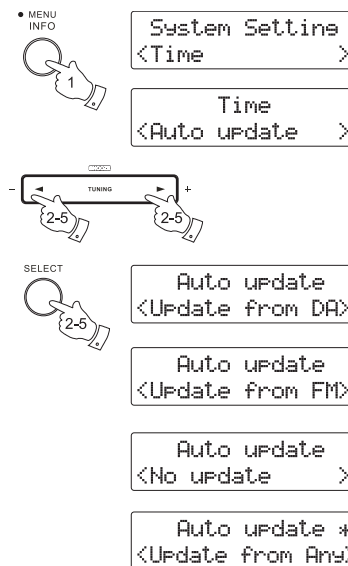 • MENU
INFO
System Setting
<Time >
1
Time
<Auto update >
- ◄ TUNING ► +
2-5
2-5
SELECT
2-5
Auto update
<Update from DA>
Auto update
<Update from FM>
Auto update
<No update >
Auto update *
<Update from Any>